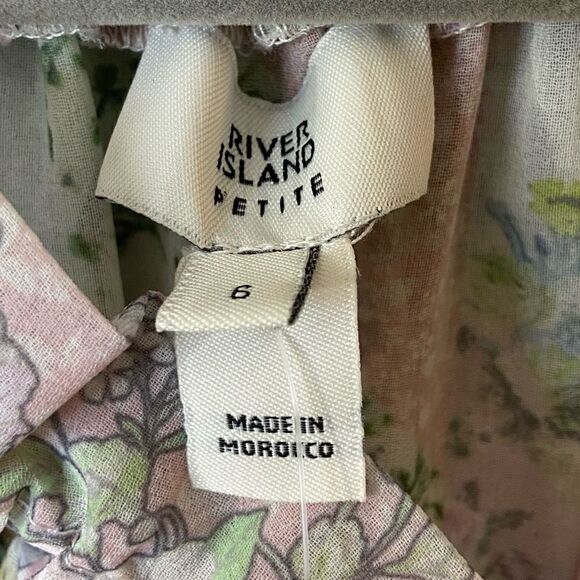 RIVER
ISLAND
PETITE
6
MADE IN
MOROCCO